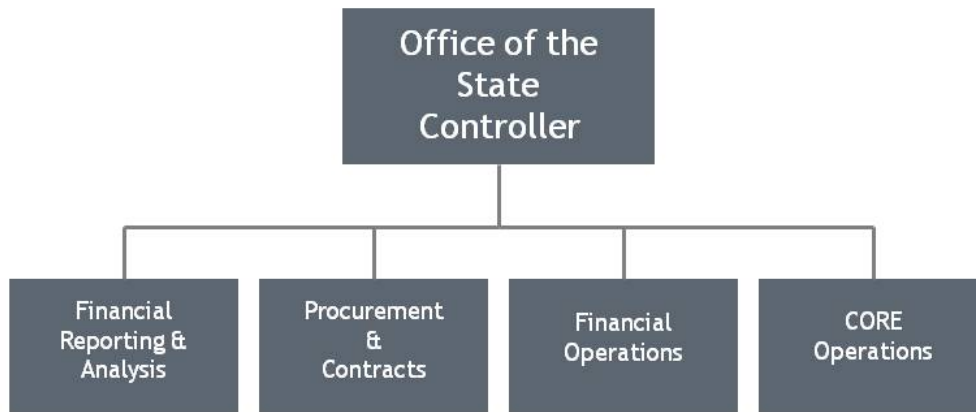 Office of the
State
Controller
Financial
Reporting &
Analysis
Procurement
&
Contracts
Financial
Operations
CORE
Operations